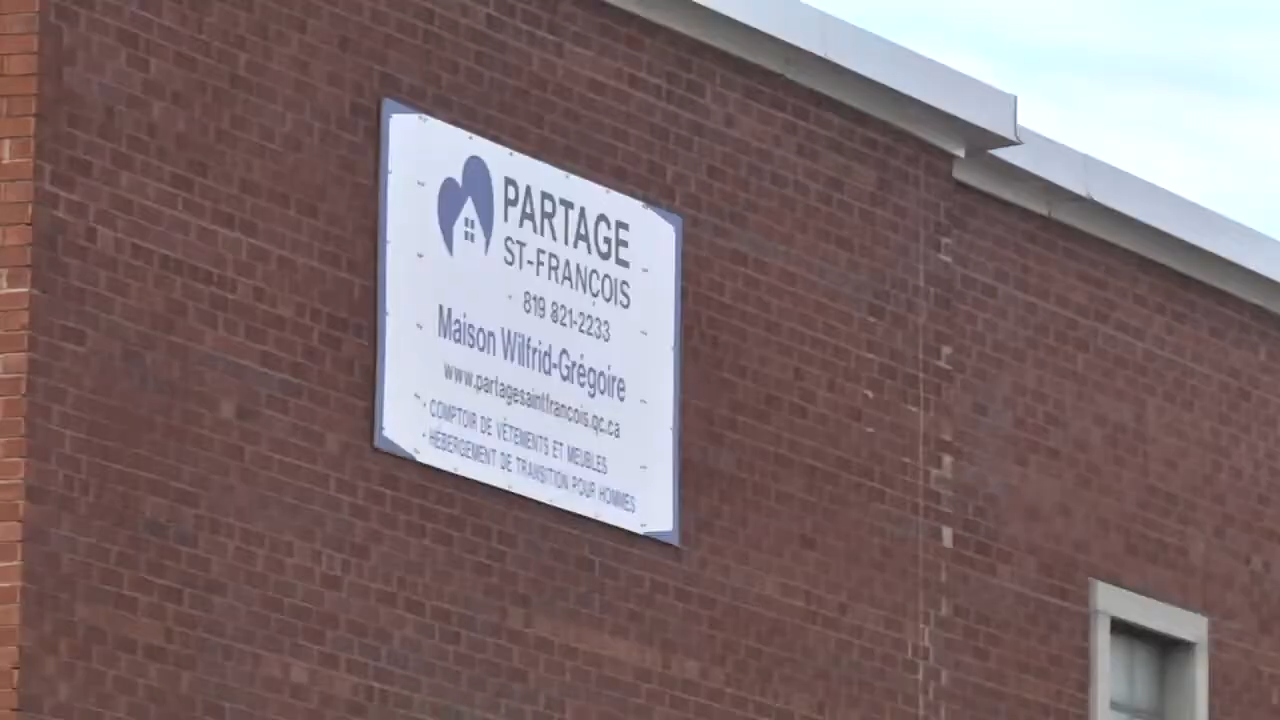 PARTAGE
ST-FRANÇOIS
819 821-2233
Maison Wilfrid-Grégoire
www.partagesaintfrancois.qc.ca
COMPTOIR DE VÊTEMENTS ET MEUBLES
HÉBERGEMENT DE TRANSITION POUR HOMMES